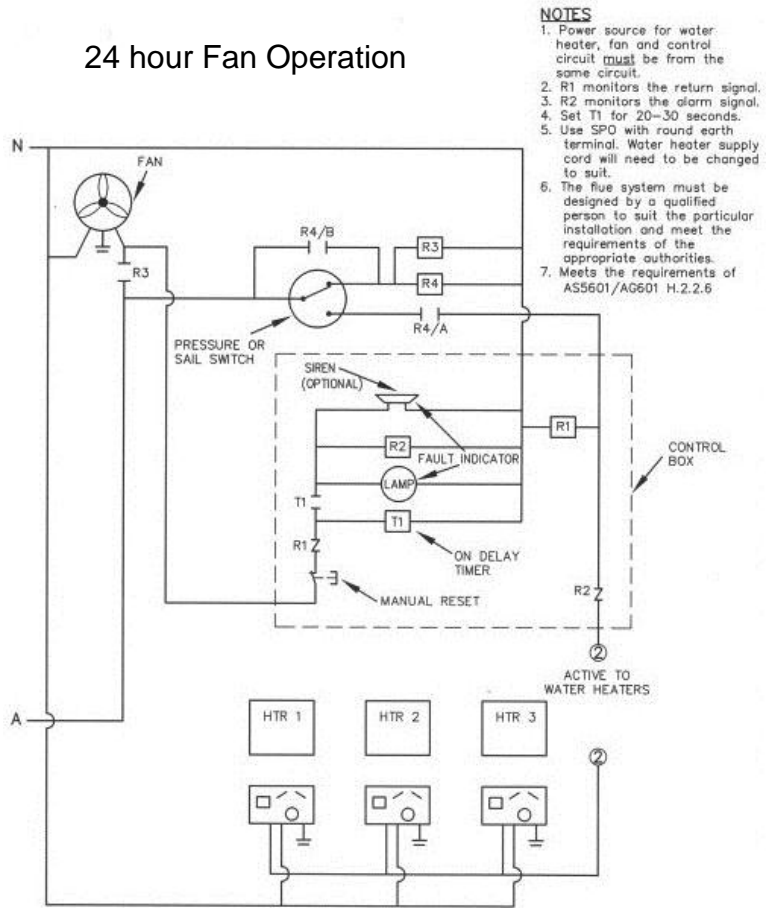 24 hour Fan Operation
NOTES
1. Power source for water
heater, fan and control
circuit must be from the
same circuit.
2. R1 monitors the return signal.
3. R2 monitors the alarm signal.
4. Set T1 for 20-30 seconds.
5. Use SPO with round earth
terminal. Water heater supply
cord will need to be changed
to suit.
6. The flue system must be
designed by a qualified
person to suit the particular
installation and meet the
requirements of the
appropriate authorities.
7. Meets the requirements of
AS5601/AG601 H.2.2.6
N
FAN
R4/B
R3
R3
R4
R4/A
PRESSURE OR
SAIL SWITCH
SIREN
(OPTIONAL)
R1
R2
FAULT INDICATOR
CONTROL
BOX
LAMP
T1
T1
R1
ON DELAY
TIMER
MANUAL RESET
R2
2
ACTIVE TO
WATER HEATERS
A
HTR 1
HTR 2
HTR 3
2